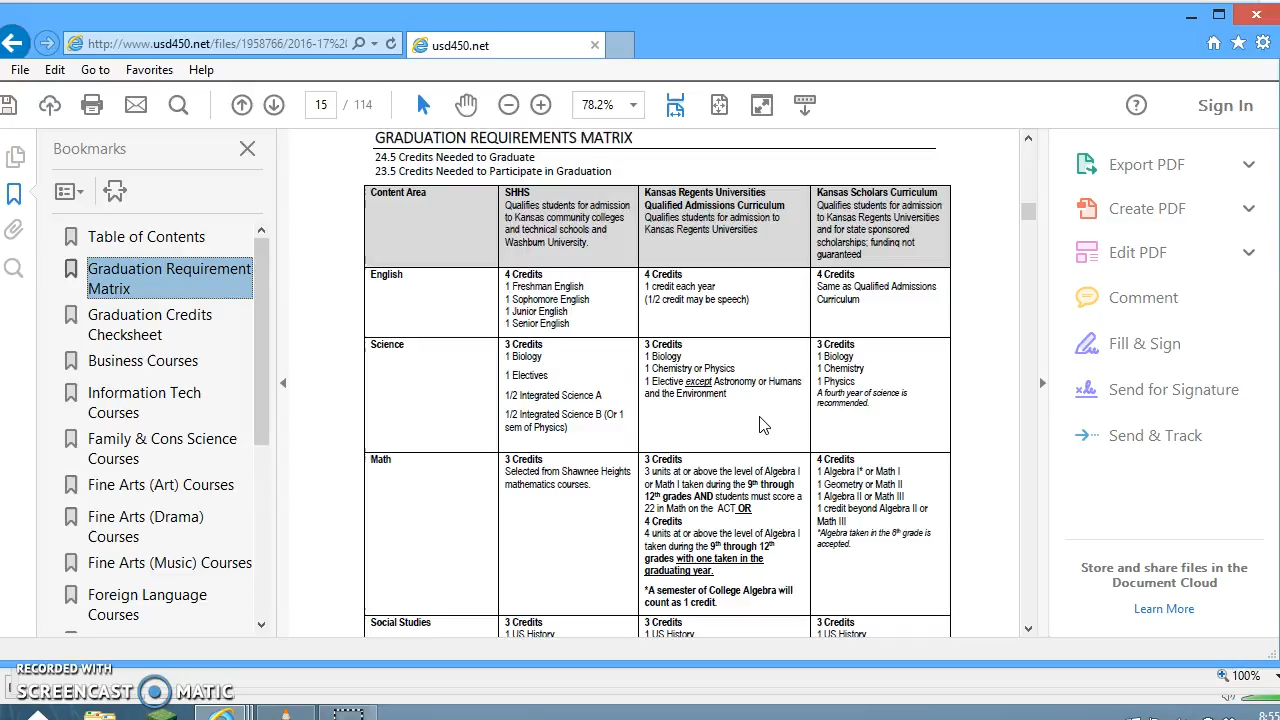 http://www.usd450.net/files/1958766/2016-17%20
usd450.net
File Edit Go to Favorites Help
15 / 114
78.2%
Sign In
Bookmarks
Table of Contents
Graduation Requirement
Matrix
Graduation Credits
Checksheet
Business Courses
Information Tech
Courses
Family & Cons Science
Courses
Fine Arts (Art) Courses
Fine Arts (Drama)
Courses
Fine Arts (Music) Courses
Foreign Language
Courses
GRADUATION REQUIREMENTS MATRIX
24.5 Credits Needed to Graduate
23.5 Credits Needed to Participate in Graduation
Content Area
SHHS
Qualifies students for admission
to Kansas community colleges
and technical schools and
Washburn University.
Kansas Regents Universities
Qualified Admissions Curriculum
Qualifies students for admission to
Kansas Regents Universities
Kansas Scholars Curriculum
Qualifies students for admission
to Kansas Regents Universities
and for state sponsored
scholarships; funding not
guaranteed
English
4 Credits
1 Freshman English
1 Sophomore English
1 Junior English
1 Senior English
4 Credits
1 credit each year
(1/2 credit may be speech)
4 Credits
Same as Qualified Admissions
Curriculum
Science
3 Credits
1 Biology
1 Electives
1/2 Integrated Science A
1/2 Integrated Science B (Or 1
sem of Physics)
3 Credits
1 Biology
1 Chemistry or Physics
1 Elective except Astronomy or Humans
and the Environment
3 Credits
1 Biology
1 Chemistry
1 Physics
A fourth year of science is
recommended.
Math
3 Credits
Selected from Shawnee Heights
mathematics courses.
3 Credits
3 units at or above the level of Algebra I
or Math I taken during the 9th through
12th grades AND students must score a
22 in Math on the ACT OR
4 Credits
4 units at or above the level of Algebra I
taken during the 9th through 12th
grades with one taken in the
graduating year.
*A semester of College Algebra will
count as 1 credit.
4 Credits
1 Algebra I* or Math I
1 Geometry or Math II
1 Algebra II or Math III
1 credit beyond Algebra II or
Math III
*Algebra taken in the 8th grade is
accepted.
Social Studies
3 Credits
1 US History
3 Credits
1 US History
3 Credits
1 US History
Export PDF
Create PDF
Edit PDF
Comment
Fill & Sign
Send for Signature
Send & Track
Store and share files in the
Document Cloud
Learn More
RECORDED WITH
SCREENCAST MATIC
100%